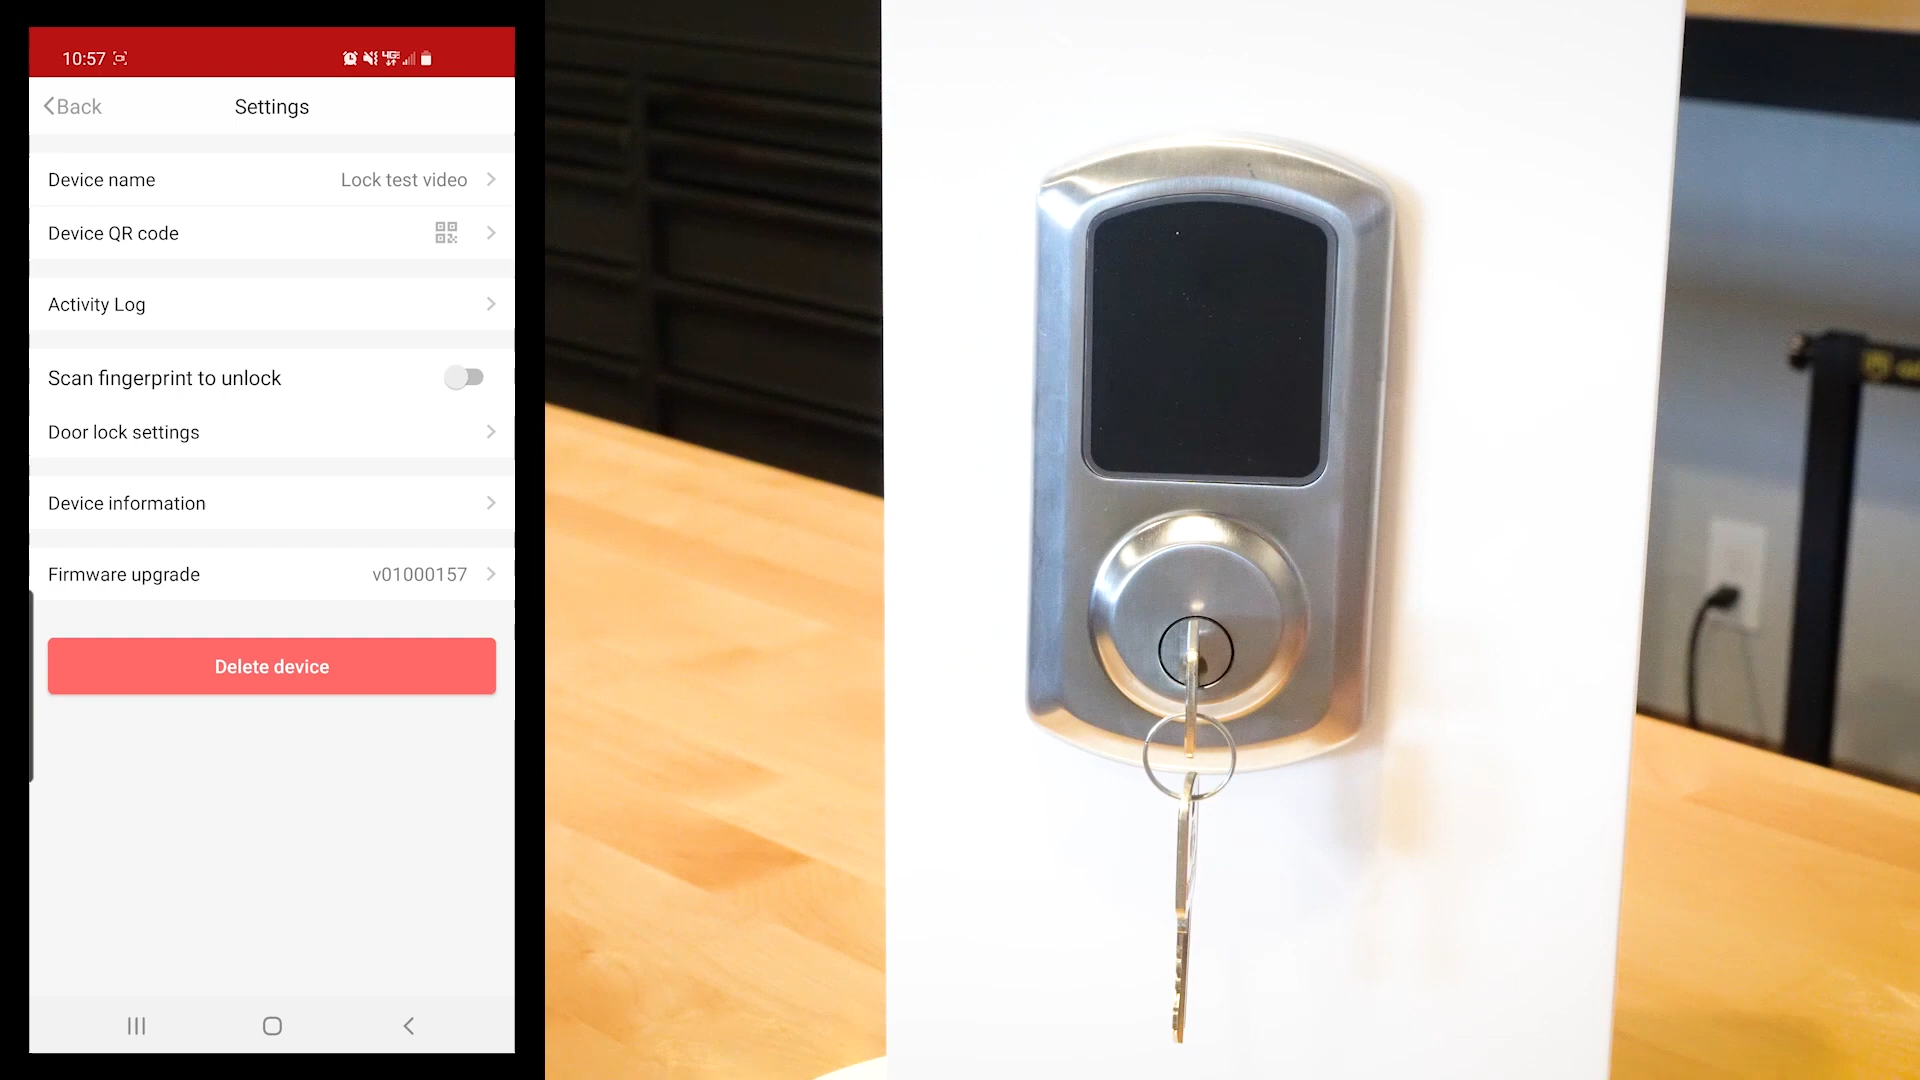 10:57
Back
Settings
Device name
Lock test video
Device QR code
Activity Log
Scan fingerprint to unlock
Door lock settings
Device information
Firmware upgrade
v01000157
Delete device